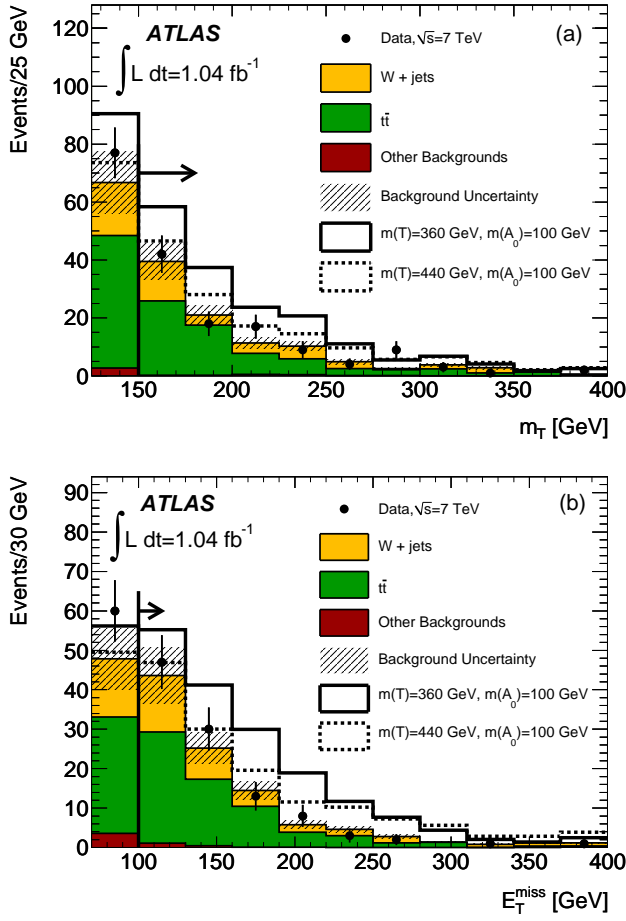 Events/25 GeV
120
100
80
60
40
20
0
ATLAS
∫ L dt=1.04 fb⁻¹
(a)
Data, √s=7 TeV
W + jets
tt̄
Other Backgrounds
Background Uncertainty
m(T)=360 GeV, m(A₀)=100 GeV
m(T)=440 GeV, m(A₀)=100 GeV
100 150 200 250 300 350 400
m_T [GeV]
Events/30 GeV
90
80
70
60
50
40
30
20
10
0
ATLAS
∫ L dt=1.04 fb⁻¹
(b)
Data, √s=7 TeV
W + jets
tt̄
Other Backgrounds
Background Uncertainty
m(T)=360 GeV, m(A₀)=100 GeV
m(T)=440 GeV, m(A₀)=100 GeV
100 150 200 250 300 350 400
E_T^miss [GeV]